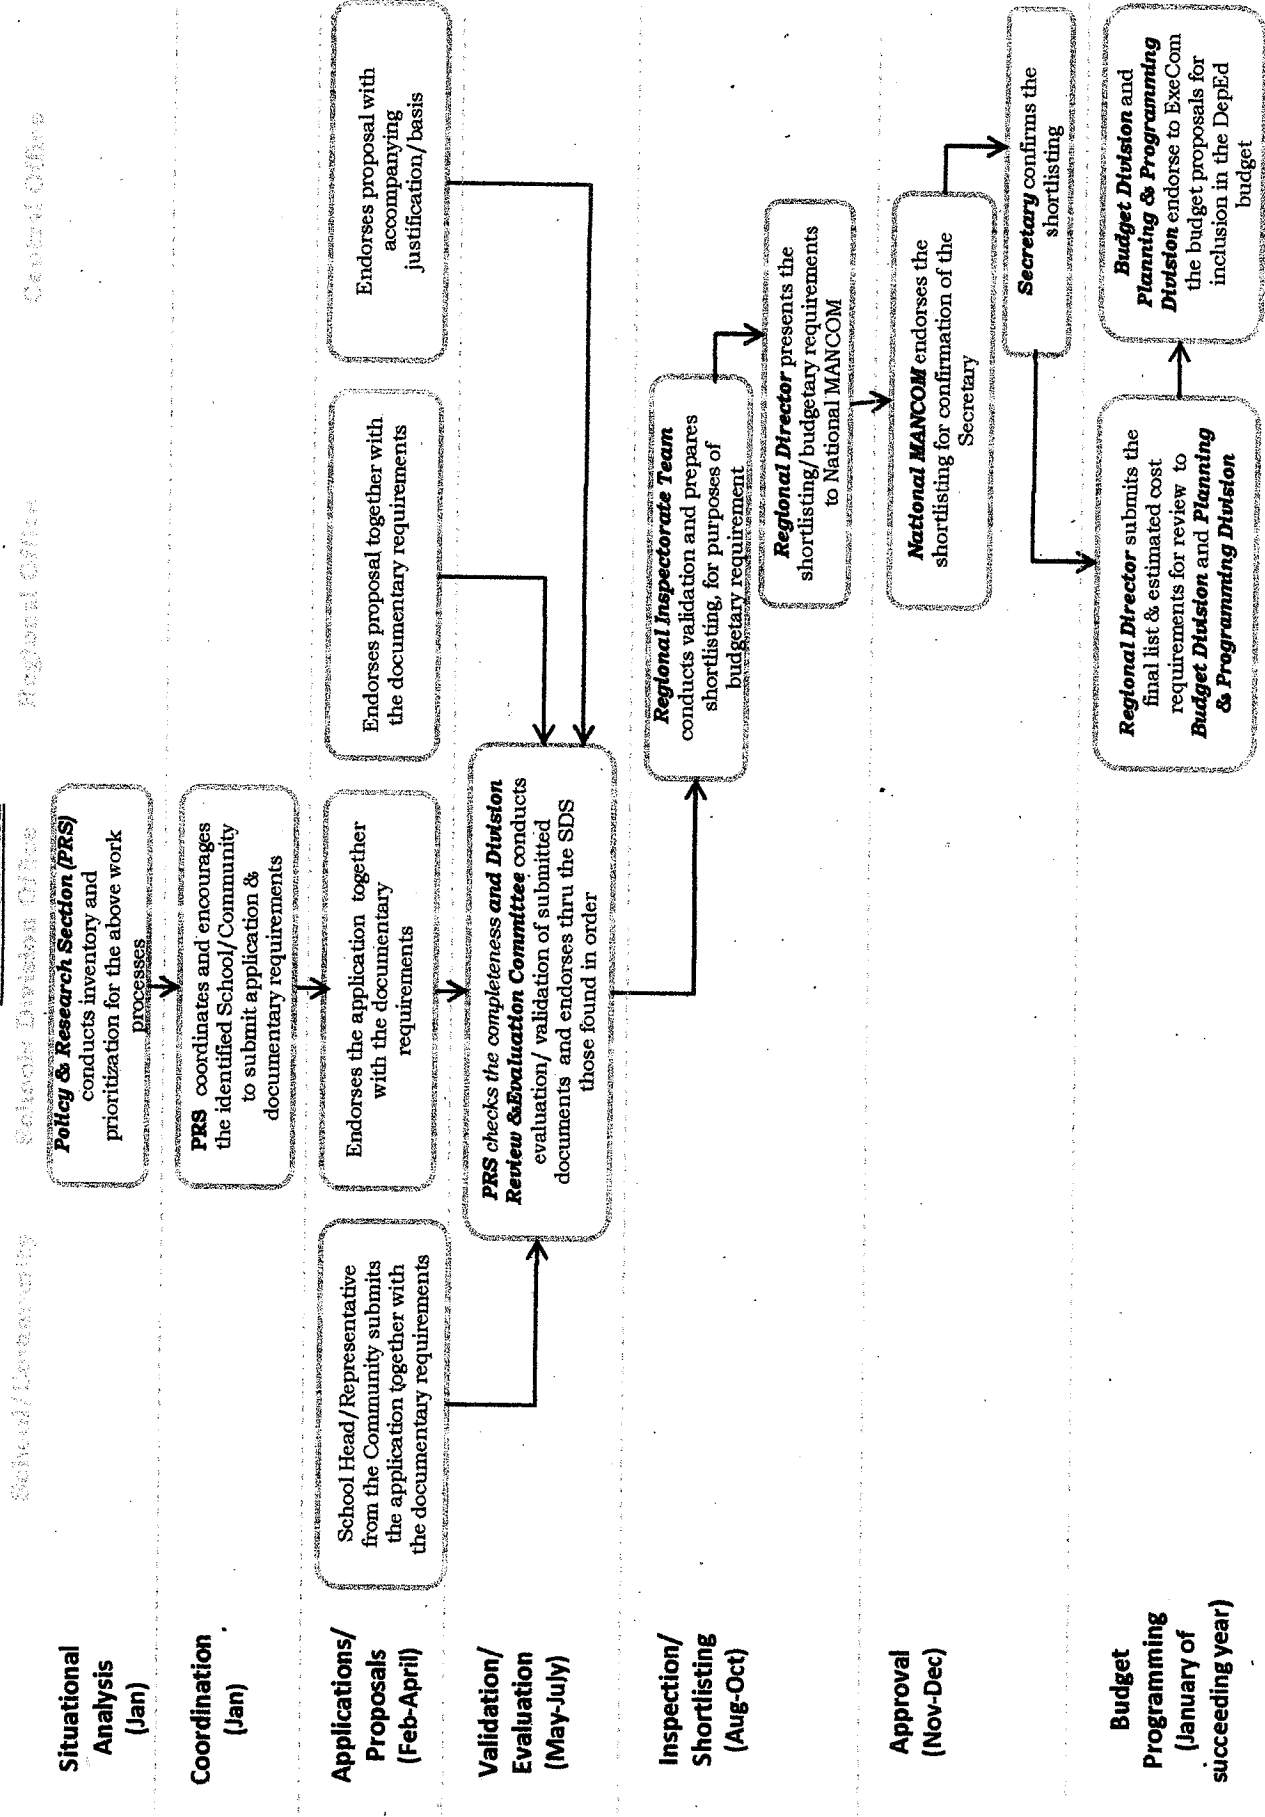 School/Community
Schools Division Office
Regional Office
Central Office
Situational
Analysis
(Jan)
Policy & Research Section (PRS)
conducts inventory and
prioritization for the above work
processes
Coordination
(Jan)
PRS coordinates and encourages
the identified School/Community
to submit application &
documentary requirements
Applications/
Proposals
(Feb-April)
School Head/Representative
from the Community submits
the application together with
the documentary requirements
Endorses the application together
with the documentary
requirements
Endorses proposal together with
the documentary requirements
Endorses proposal with
accompanying
justification/basis
Validation/
Evaluation
(May-July)
PRS checks the completeness and Division
Review &Evaluation Committee conducts
evaluation/ validation of submitted
documents and endorses thru the SDS
those found in order
Inspection/
Shortlisting
(Aug-Oct)
Regional Inspectorate Team
conducts validation and prepares
shortlisting, for purposes of
budgetary requirement
Regional Director presents the
shortlisting/budgetary requirements
to National MANCOM
Approval
(Nov-Dec)
National MANCOM endorses the
shortlisting for confirmation of the
Secretary
Secretary confirms the
shortlisting
Budget
Programming
(January of
succeeding year)
Regional Director submits the
final list & estimated cost
requirements for review to
Budget Division and Planning
& Programming Division
Budget Division and
Planning & Programming
Division endorse to ExeCom
the budget proposals for
inclusion in the DepEd
budget